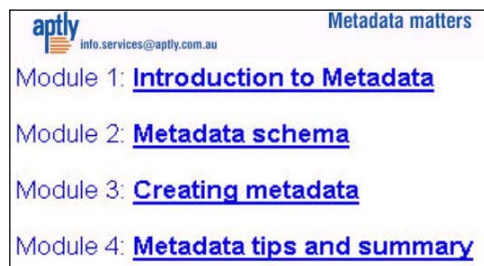 aptly
Metadata matters
info.services@aptly.com.au
Module 1: Introduction to Metadata
Module 2: Metadata schema
Module 3: Creating metadata
Module 4: Metadata tips and summary